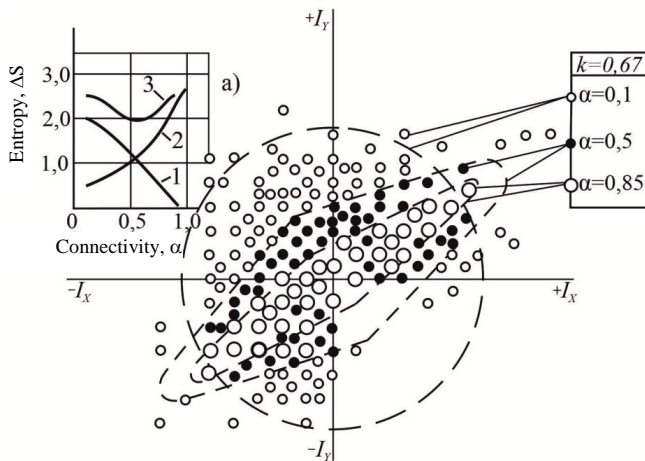 +I_Y
Entropy, ΔS
3,0
2,0
1,0
3
2
1
a)
0
0,5
1,0
Connectivity, α
k=0,67
α=0,1
α=0,5
α=0,85
−I_X
+I_X
−I_Y